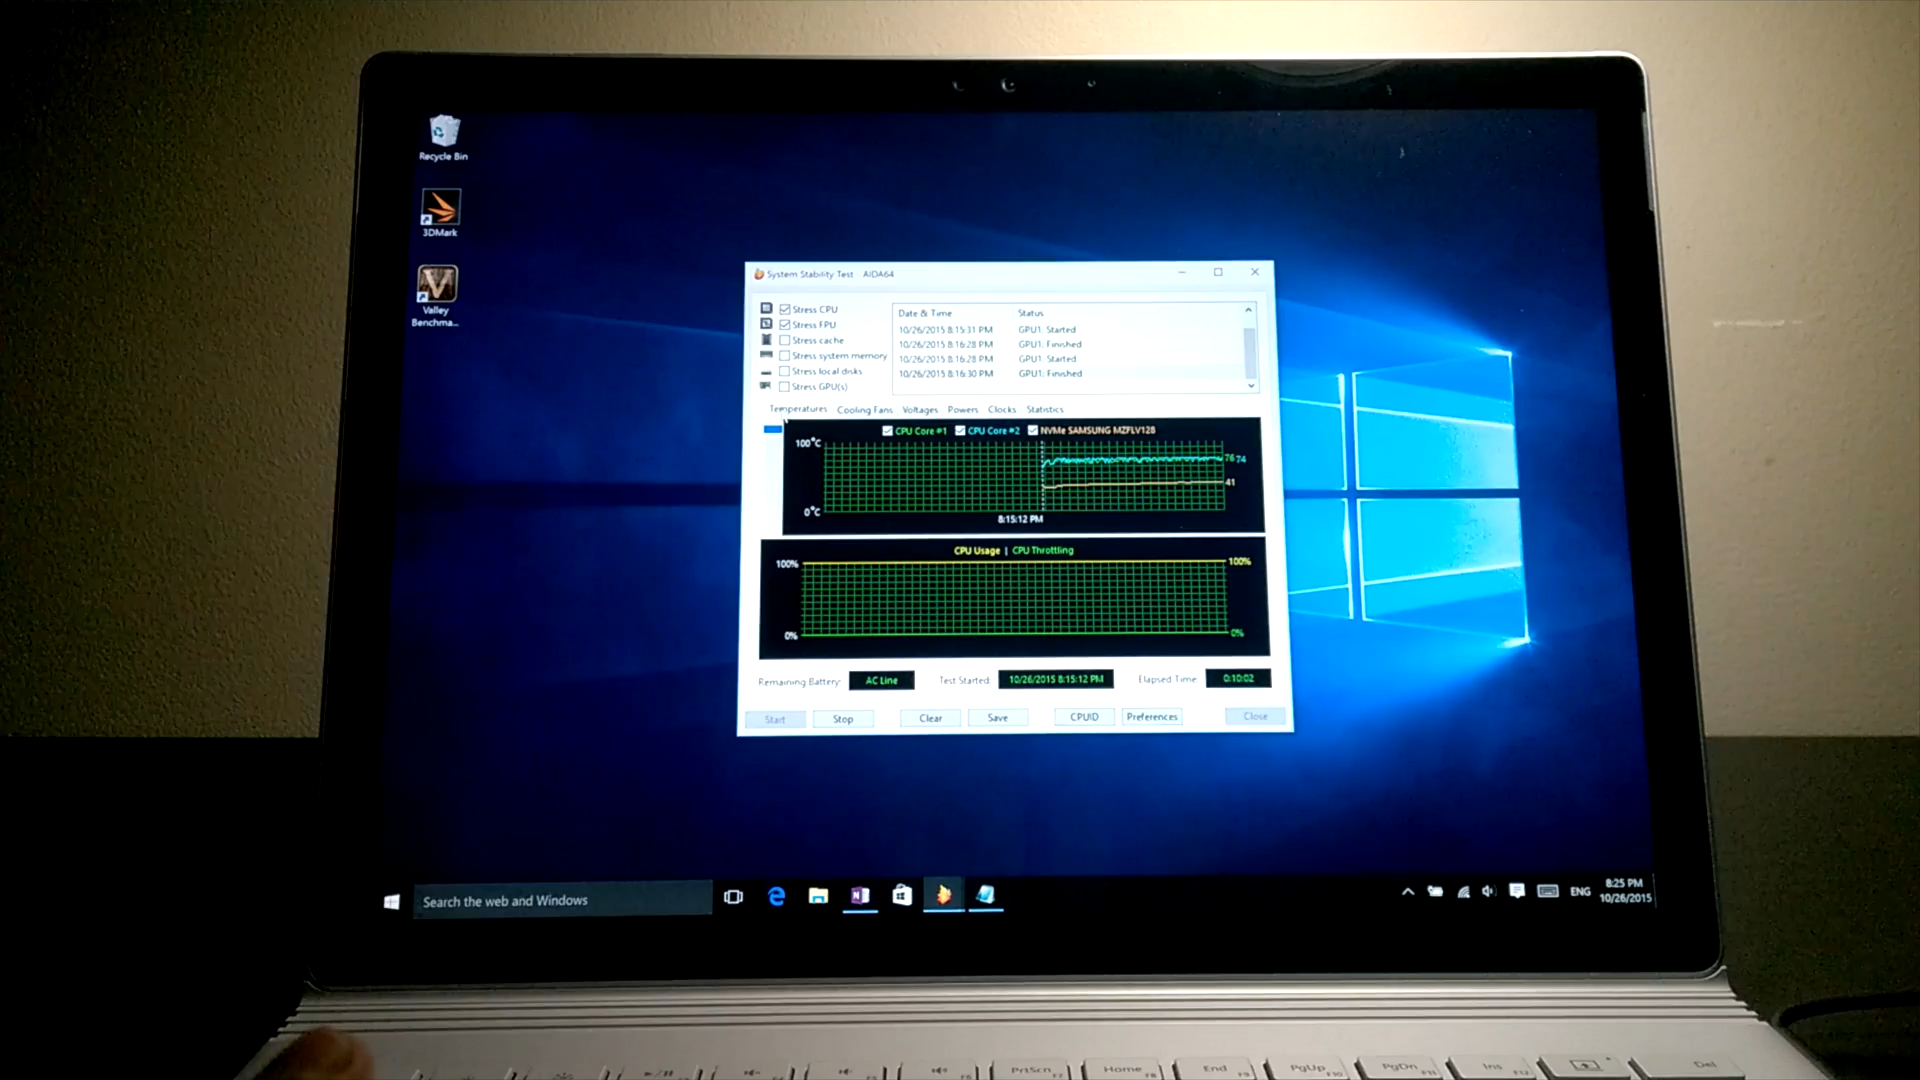 Recycle Bin
3DMark
Valley
Benchma...
System Stability Test - AIDA64
Stress CPU
Stress FPU
Stress cache
Stress system memory
Stress local disks
Stress GPU(s)
Date & Time Status
10/26/2015 8:15:31 PM GPU1: Started
10/26/2015 8:16:28 PM GPU1: Finished
10/26/2015 8:16:28 PM GPU1: Started
10/26/2015 8:16:30 PM GPU1: Finished
Temperatures Cooling Fans Voltages Powers Clocks Statistics
CPU Core #1 CPU Core #2 NVMe SAMSUNG MZFLV128
100°C
76 74
41
0°C
8:15:12 PM
CPU Usage | CPU Throttling
100% 100%
0% 0%
Remaining Battery: AC Line Test Started: 10/26/2015 8:15:12 PM Elapsed Time: 0:10:02
Start Stop Clear Save CPUID Preferences Close
Search the web and Windows
ENG
8:25 PM
10/26/2015
PrtScn F7 Home F8 End F9 PgUp F10 PgDn F11 Ins F12 Del